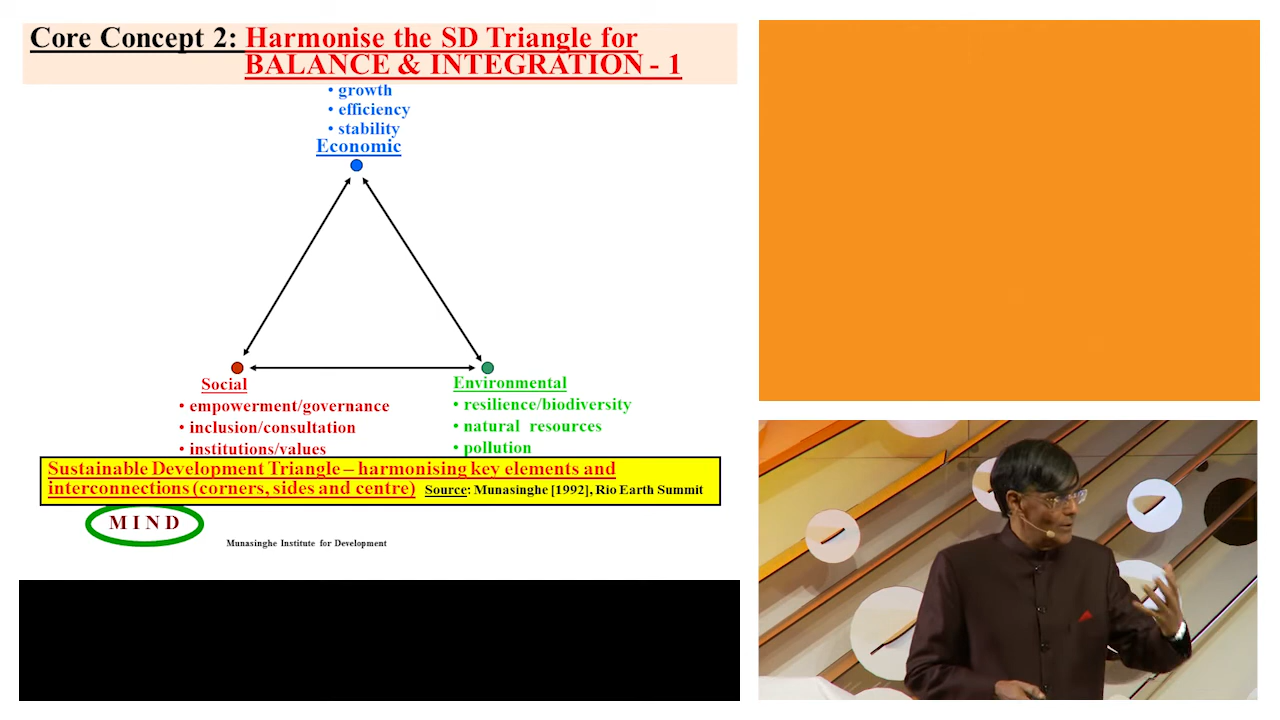 Core Concept 2: Harmonise the SD Triangle for
BALANCE & INTEGRATION - 1
• growth
• efficiency
• stability
Economic
Social
• empowerment/governance
• inclusion/consultation
• institutions/values
Environmental
• resilience/biodiversity
• natural resources
• pollution
Sustainable Development Triangle – harmonising key elements and
interconnections (corners, sides and centre) Source: Munasinghe [1992], Rio Earth Summit
M I N D
Munasinghe Institute for Development